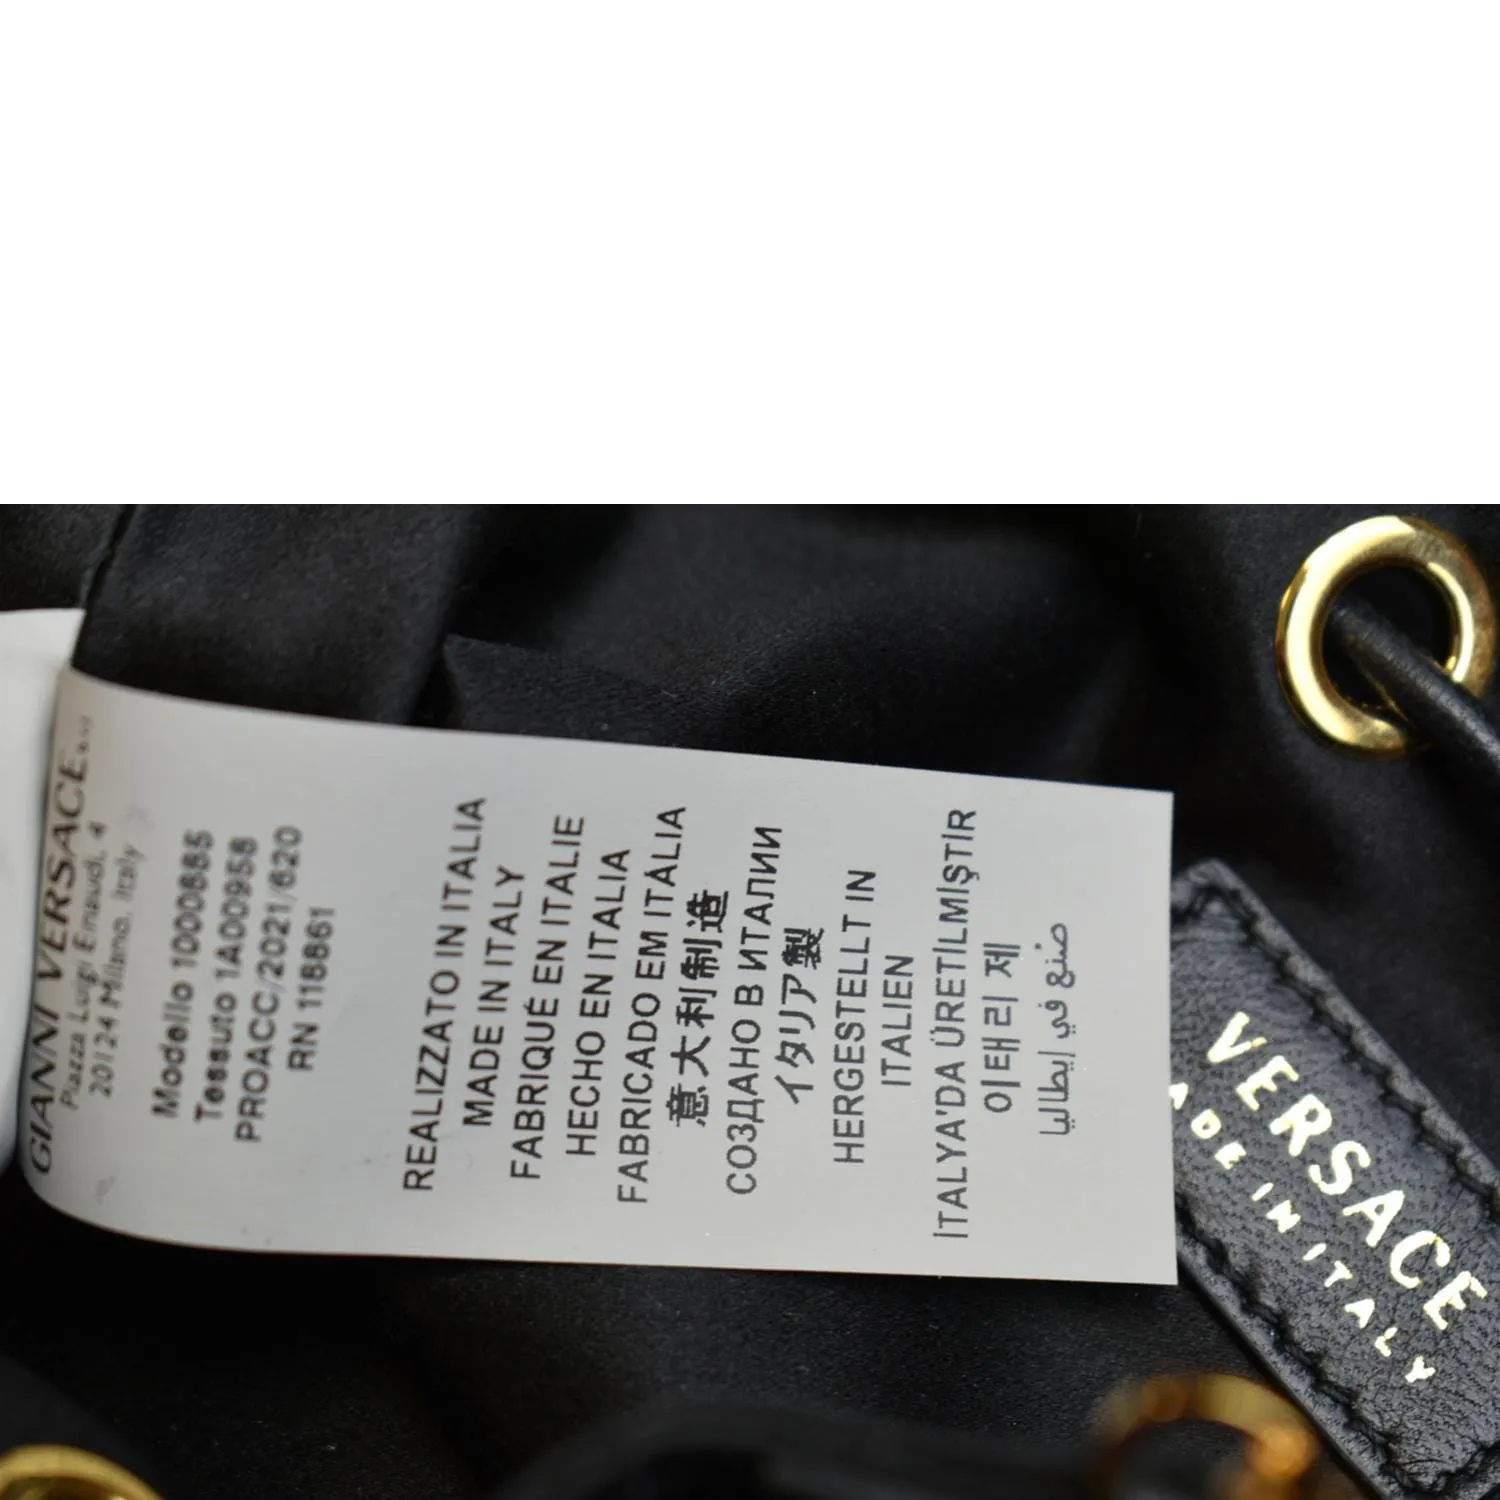 GIANNI VERSACE
Piazza Luigi Einaudi, 4
20124 Milano, Italy
Modello 1000885
Tessuto 1A00958
PROACC/2021/620
RN 118861
REALIZZATO IN ITALIA
MADE IN ITALY
FABRIQUÉ EN ITALIE
HECHO EN ITALIA
FABRICADO EM ITÁLIA
意大利制造
СОЗДАНО В ИТАЛИИ
イタリア製
HERGESTELLT IN
ITALIEN
İTALYA'DA ÜRETİLMİŞTİR
이태리 제
صنع في إيطاليا
VERSACE
MADE IN ITALY